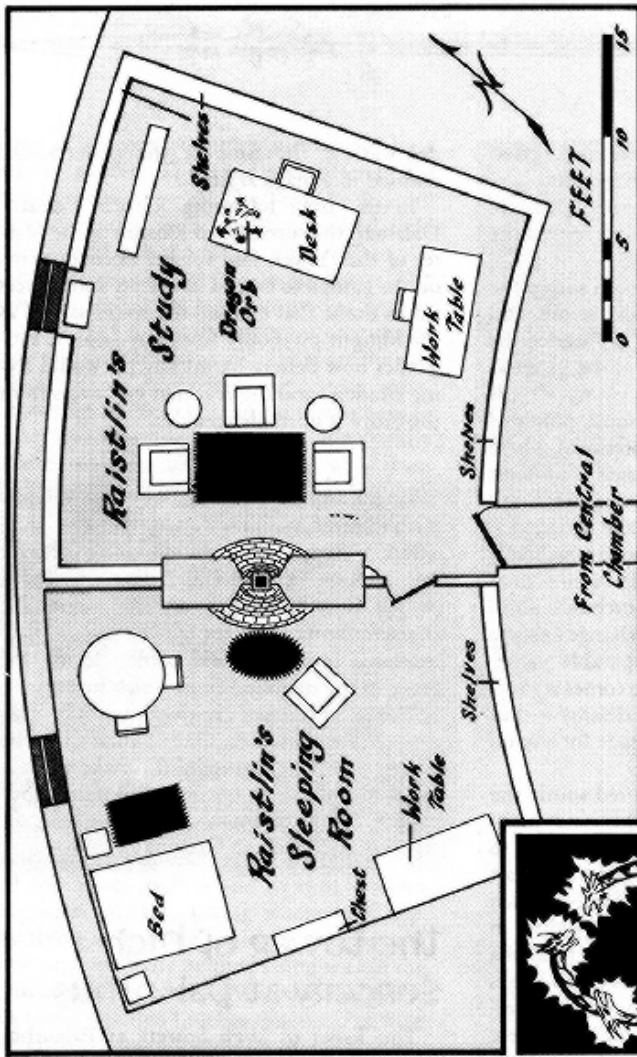 N
15
10
5
0
FEET
Shelves
Raistlin's
Study
Dragon
Orb
Desk
Work
Table
Shelves
From Central
Chamber
Shelves
Raistlin's
Sleeping
Room
Work
Table
Chest
Bed